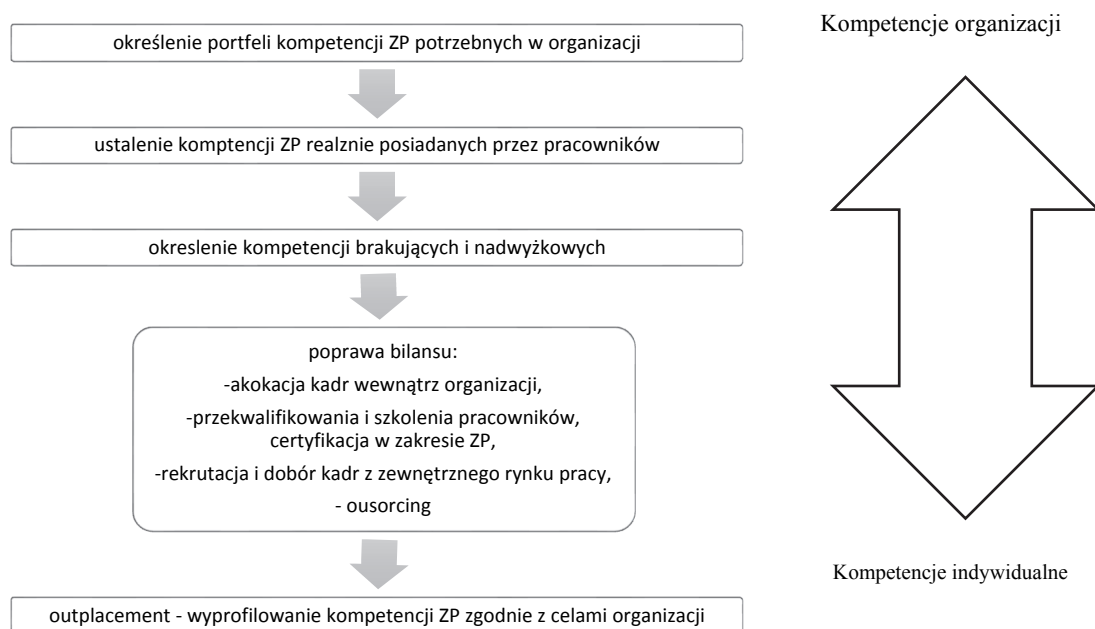 określenie portfeli kompetencji ZP potrzebnych w organizacji
ustalenie komptencji ZP realznie posiadanych przez pracowników
okreslenie kompetencji brakujących i nadwyżkowych
poprawa bilansu:
-akokacja kadr wewnątrz organizacji,
-przekwalifikowania i szkolenia pracowników,
certyfikacja w zakresie ZP,
-rekrutacja i dobór kadr z zewnętrznego rynku pracy,
- ousorcing
outplacement - wyprofilowanie kompetencji ZP zgodnie z celami organizacji
Kompetencje organizacji
Kompetencje indywidualne